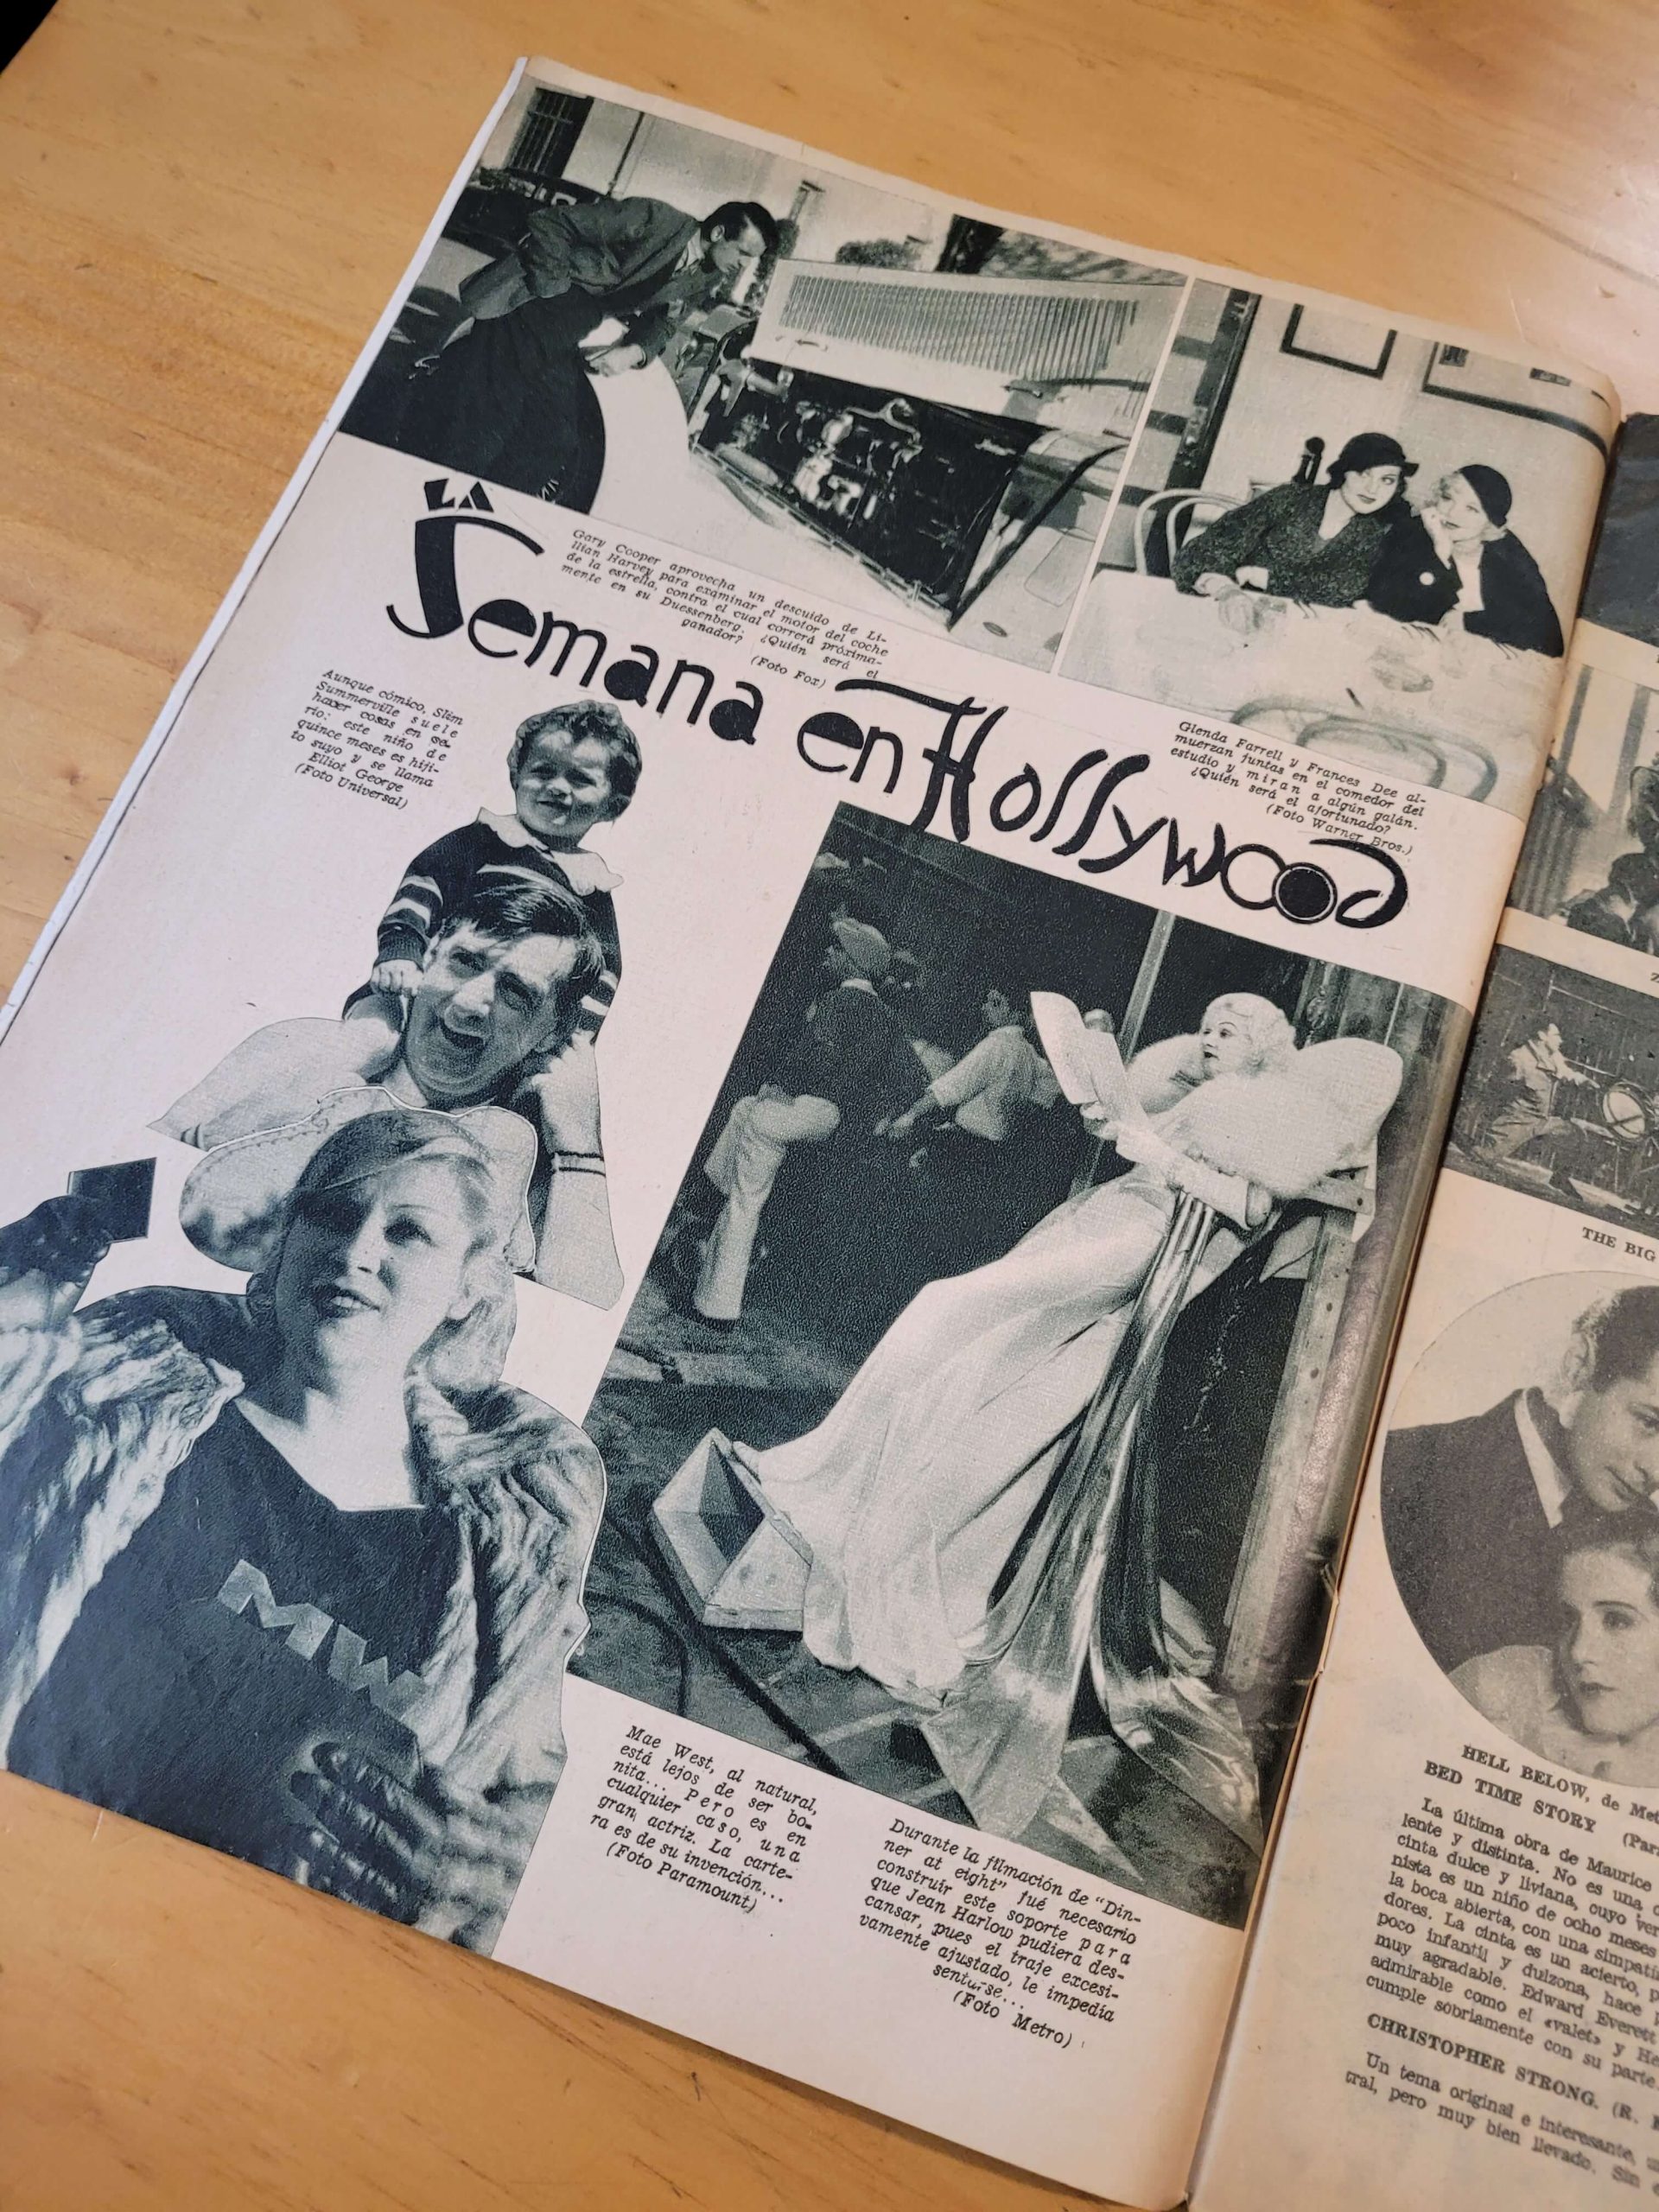 LA
Semana en Hollywood
Gary Cooper aprovecha un descuido de Li-
llian Harvey para examinar el motor del coche
de la estrella, contra el cual correrá próxima-
mente en su Duessenberg. ¿Quién será el
ganador?
(Foto Fox)
Glenda Farrell y Frances Dee al-
muerzan juntas en el comedor del
estudio y miran a algún galán.
¿Quién será el afortunado?
(Foto Warner Bros.)
Aunque cómico, Slim
Summerville suele
hacer cosas en se-
rio: este niño de
quince meses es hiji-
to suyo y se llama
Elliot George
(Foto Universal)
MW
Mae West, al natural,
está lejos de ser bo-
nita... Pero es en
cualquier caso, una
gran actriz. La carte-
ra es de su invención...
(Foto Paramount)
Durante la filmación de "Din-
ner at eight" fué necesario
construir este soporte para
que Jean Harlow pudiera des-
cansar, pues el traje excesi-
vamente ajustado, le impedía
sentarse...
(Foto Metro)
THE BIG
HELL BELOW, de
BED TIME STORY
La última obra de Maurice
lente y distinta. No es una
cinta dulce y liviana, cuyo
nista es un niño de ocho meses
la boca abierta, con una
dores. La cinta es un acierto,
poco infantil y dulzona, hace
muy agradable. Edward Everett
admirable como el «valet» y
cumple sobriamente con su parte.
CHRISTOPHER STRONG. (R.
Un tema original e interesante,
tral, pero muy bien llevado. Sin